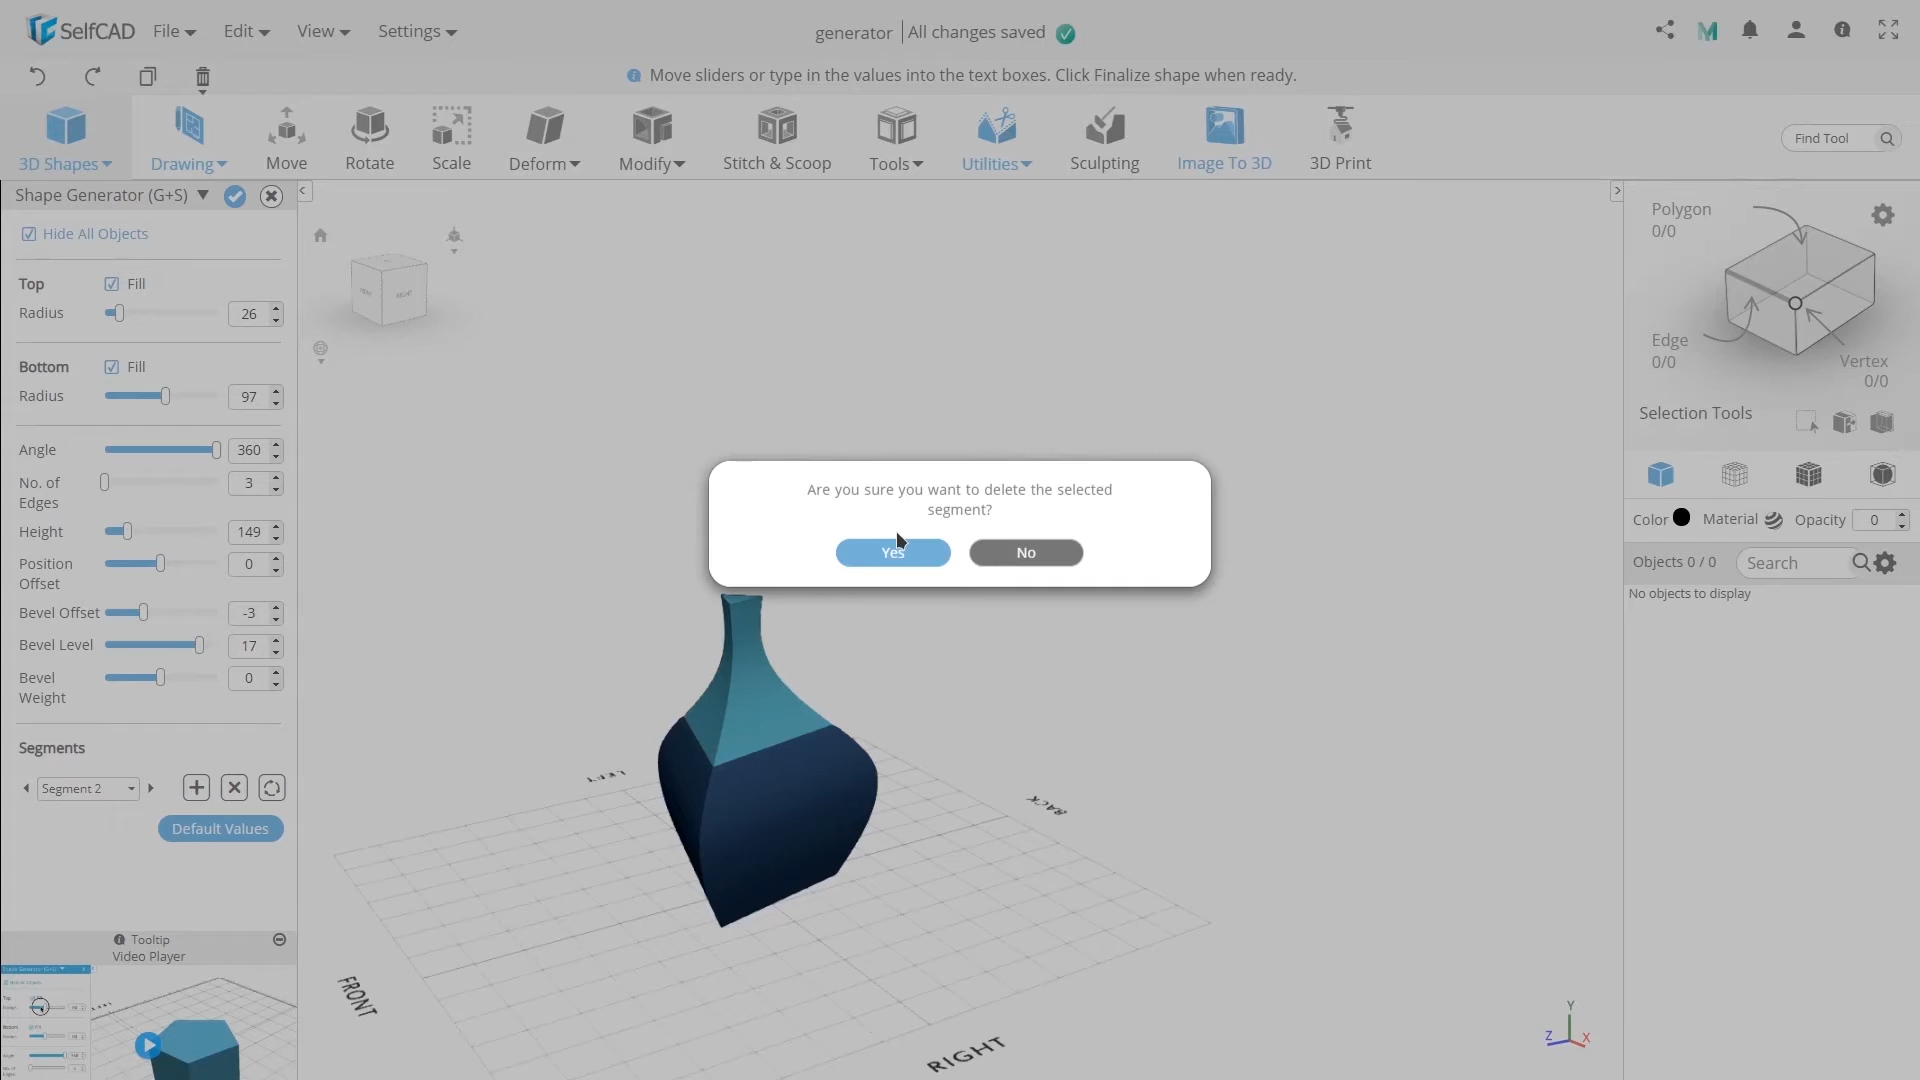 SelfCAD File Edit View Settings
generator All changes saved
Move sliders or type in the values into the text boxes. Click Finalize shape when ready.
3D Shapes Drawing Move Rotate Scale Deform Modify Stitch & Scoop Tools Utilities Sculpting Image To 3D 3D Print
Find Tool
Shape Generator (G+S)
Hide All Objects
Top Fill
Radius 26
Bottom Fill
Radius 97
Angle 360
No. of Edges 3
Height 149
Position Offset 0
Bevel Offset -3
Bevel Level 17
Bevel Weight 0
Segments
Segment 2
Default Values
Tooltip
Video Player
RIGHT
Are you sure you want to delete the selected
segment?
Yes No
LEFT
BACK
FRONT
RIGHT
Y
Z X
Polygon
0/0
Edge
0/0
Vertex
0/0
Selection Tools
Color Material Opacity 0
Objects 0 / 0 Search
No objects to display